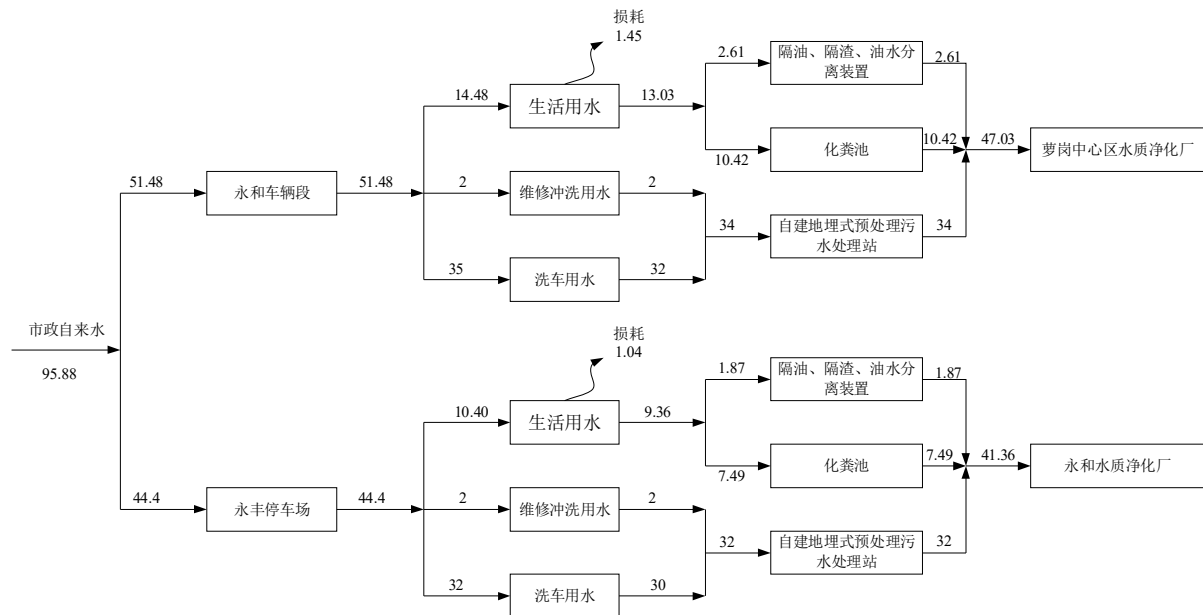 损耗
1.45
2.61
隔油、隔渣、油水分
离装置
2.61
14.48
生活用水
13.03
10.42
化粪池
10.42
47.03
萝岗中心区水质净化厂
51.48
永和车辆段
51.48
2
维修冲洗用水
2
34
自建地埋式预处理污
水处理站
34
35
洗车用水
32
市政自来水
95.88
损耗
1.04
1.87
隔油、隔渣、油水分
离装置
1.87
10.40
生活用水
9.36
7.49
化粪池
7.49
41.36
永和水质净化厂
44.4
永丰停车场
44.4
2
维修冲洗用水
2
32
自建地埋式预处理污
水处理站
32
32
洗车用水
30